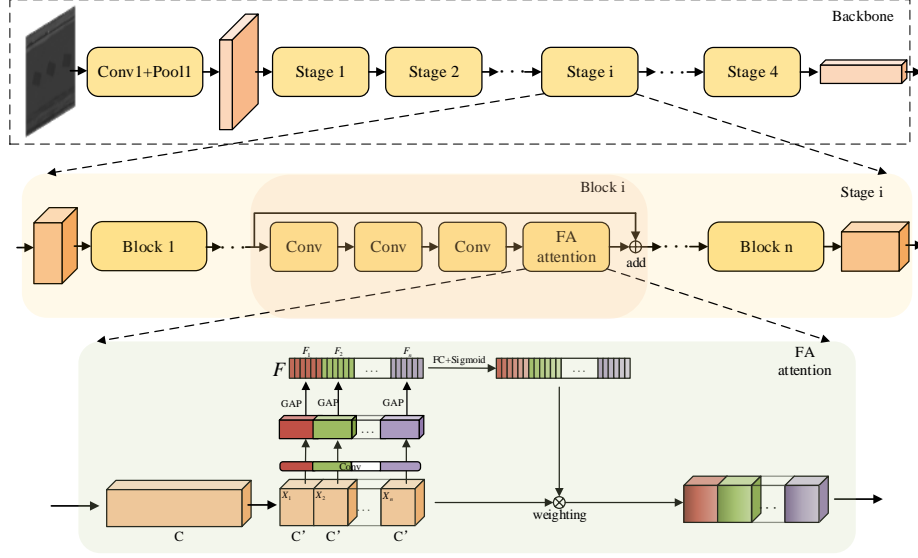 Backbone
Conv1+Pool1
Stage 1
Stage 2
...
Stage i
...
Stage 4
Block i
Stage i
Block 1
...
Conv
Conv
Conv
FA
attention
add
...
Block n
FA
attention
F
F1
F2
Fn
...
FC+Sigmoid
...
GAP
GAP
GAP
...
Conv
X1
X2
...
Xn
C
C'
C'
C'
weighting
..